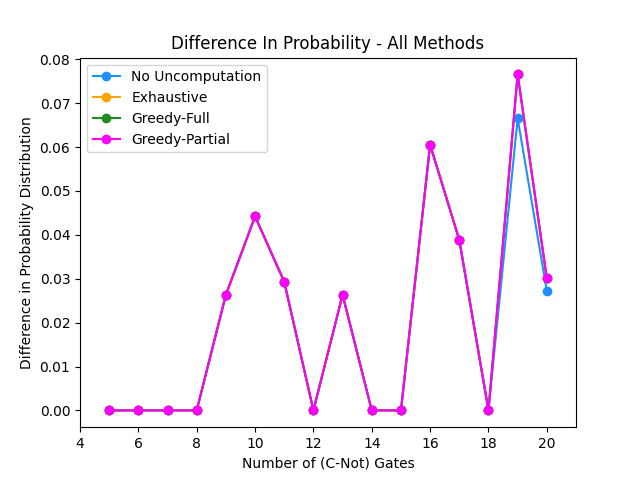 Difference In Probability - All Methods
No Uncomputation
Exhaustive
Greedy-Full
Greedy-Partial
Difference in Probability Distribution
0.08
0.07
0.06
0.05
0.04
0.03
0.02
0.01
0.00
4 6 8 10 12 14 16 18 20
Number of (C-Not) Gates